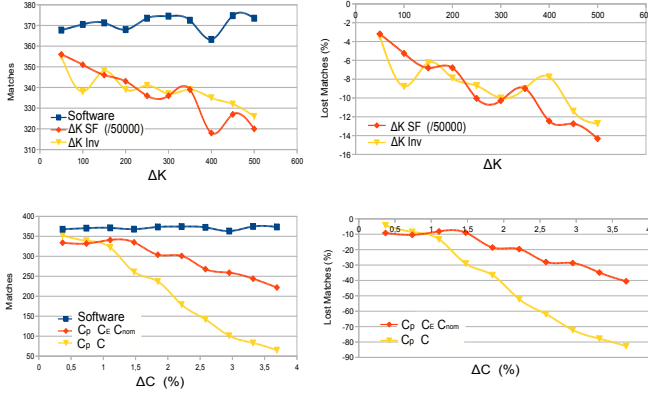 380
370
360
350
340
330
320
310
Matches
0 100 200 300 400 500 600
Software
ΔK SF (/50000)
ΔK Inv
ΔK
0
-2
-4
-6
-8
-10
-12
-14
-16
Lost Matches (%)
0 100 200 300 400 500 600
ΔK SF (/50000)
ΔK Inv
ΔK
400
350
300
250
200
150
100
50
Matches
0 0,5 1 1,5 2 2,5 3 3,5 4
Software
Cp CE Cnom
Cp C
ΔC (%)
0
-10
-20
-30
-40
-50
-60
-70
-80
-90
Lost Matches (%)
0 0,5 1 1,5 2 2,5 3 3,5 4
Cp CE Cnom
Cp C
ΔC (%)